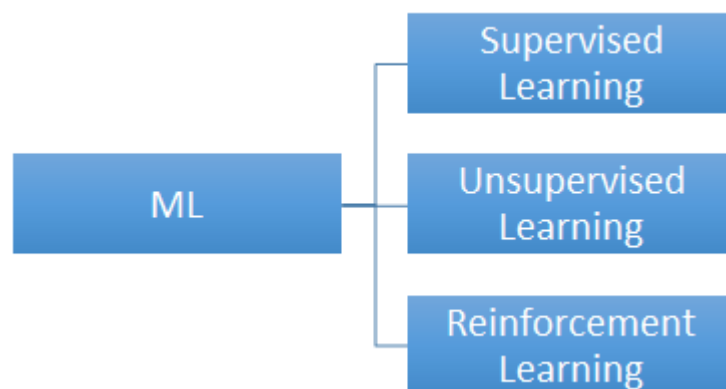 ML
Supervised
Learning
Unsupervised
Learning
Reinforcement
Learning